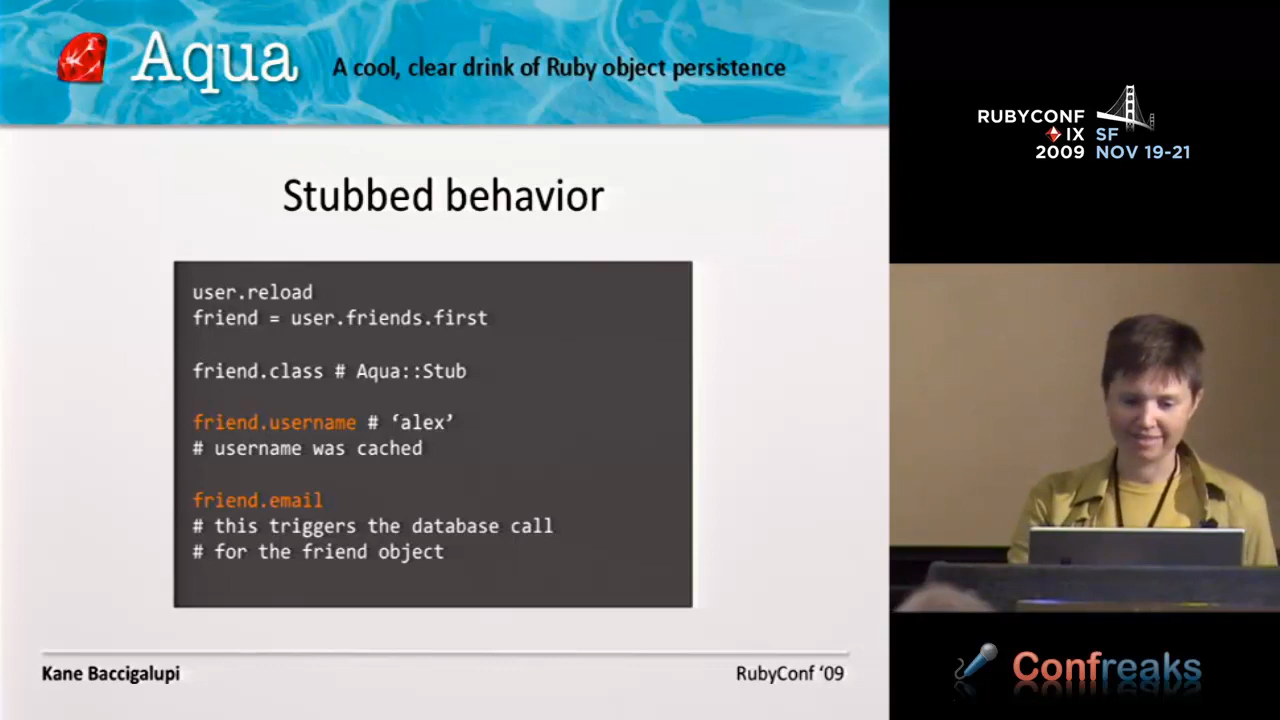 Aqua
A cool, clear drink of Ruby object persistence
Stubbed behavior
user.reload
friend = user.friends.first
friend.class # Aqua::Stub
friend.username # ‘alex’
# username was cached
friend.email
# this triggers the database call
# for the friend object
Kane Baccigalupi
RubyConf ‘09
RUBYCONF
IX SF
2009 NOV 19-21
Confreaks